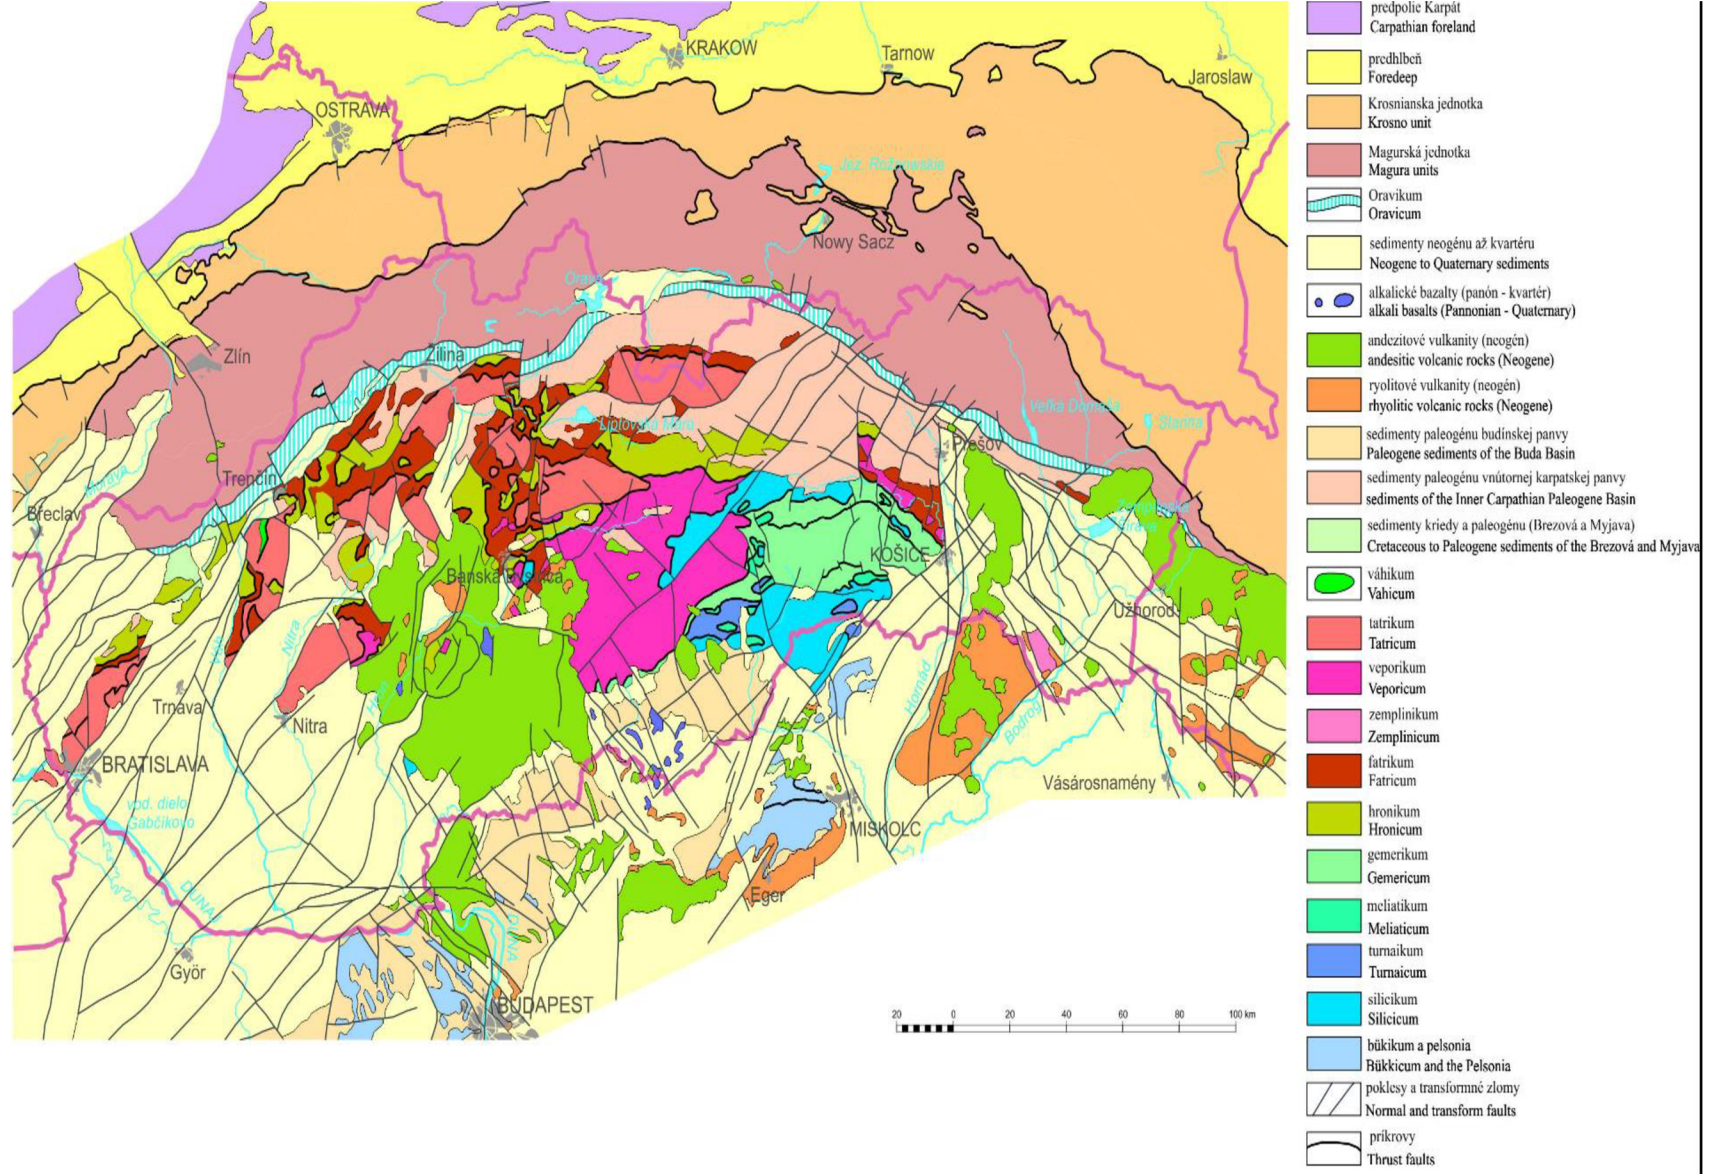 KRAKOW
Tarnow
Jaroslaw
OSTRAVA
Jez. Rožnowskie
Nowy Sacz
Orava
Zlín
Žilina
Liptovská Mara
Veľká Domaša
Starina
Prešov
Morava
Trenčín
Břeclav
Zemplínska
šírava
KOŠICE
Banská Bystrica
Užhorod
Váh
Nitra
Hron
Hornád
Bodrog
Trnava
Nitra
BRATISLAVA
vod. dielo
Gabčíkovo
Vásárosnamény
MISKOLC
Eger
DUNAJ
DUNA
Györ
BUDAPEST
20 0 20 40 60 80 100 km
predpolie Karpát
Carpathian foreland
predhlbeň
Foredeep
Krosnianska jednotka
Krosno unit
Magurská jednotka
Magura units
Oravikum
Oravicum
sedimenty neogénu až kvartéru
Neogene to Quaternary sediments
alkalické bazalty (panón - kvartér)
alkali basalts (Pannonian - Quaternary)
andezitové vulkanity (neogén)
andesitic volcanic rocks (Neogene)
ryolitové vulkanity (neogén)
rhyolitic volcanic rocks (Neogene)
sedimenty paleogénu budínskej panvy
Paleogene sediments of the Buda Basin
sedimenty paleogénu vnútornej karpatskej panvy
sediments of the Inner Carpathian Paleogene Basin
sedimenty kriedy a paleogénu (Brezová a Myjava)
Cretaceous to Paleogene sediments of the Brezová and Myjava
váhikum
Vahicum
tatrikum
Tatricum
veporikum
Veporicum
zemplinikum
Zemplinicum
fatrikum
Fatricum
hronikum
Hronicum
gemerikum
Gemericum
meliatikum
Meliaticum
turnaikum
Turnaicum
silicikum
Silicicum
bükikum a pelsonia
Bükkicum and the Pelsonia
poklesy a transformné zlomy
Normal and transform faults
príkrovy
Thrust faults